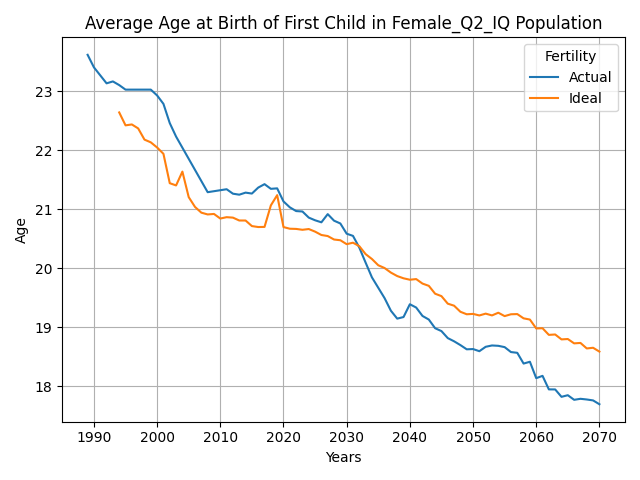 Average Age at Birth of First Child in Female_Q2_IQ Population
Fertility
Actual
Ideal
Age
23
22
21
20
19
18
1990 2000 2010 2020 2030 2040 2050 2060 2070
Years